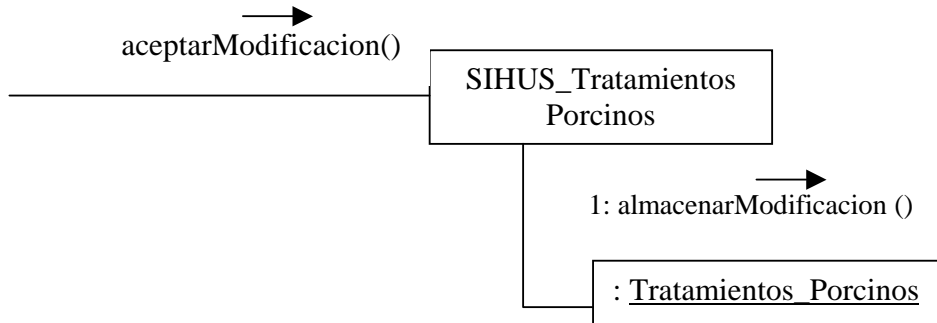 aceptarModificacion()
SIHUS_Tratamientos
Porcinos
1: almacenarModificacion ()
: Tratamientos_Porcinos